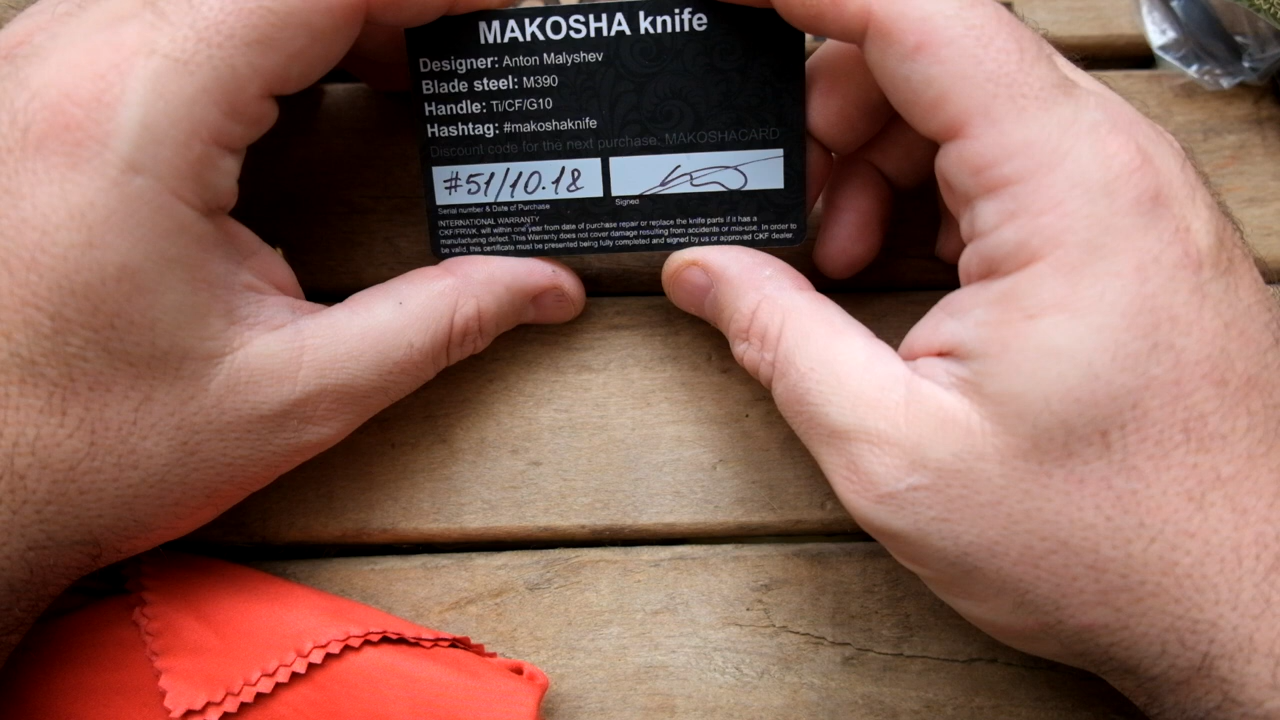 MAKOSHA knife
Designer: Anton Malyshev
Blade steel: M390
Handle: Ti/CF/G10
Hashtag: #makoshaknife
Discount code for the next purchase: MAKOSHACARD
#51/10.18
Serial number & Date of Purchase
Signed
INTERNATIONAL WARRANTY
CKF/FRWK, will within one year from date of purchase repair or replace the knife parts if it has a
manufacturing defect. This Warranty does not cover damage resulting from accidents or mis-use. In order to
be valid, this certificate must be presented being fully completed and signed by us or approved CKF dealer.